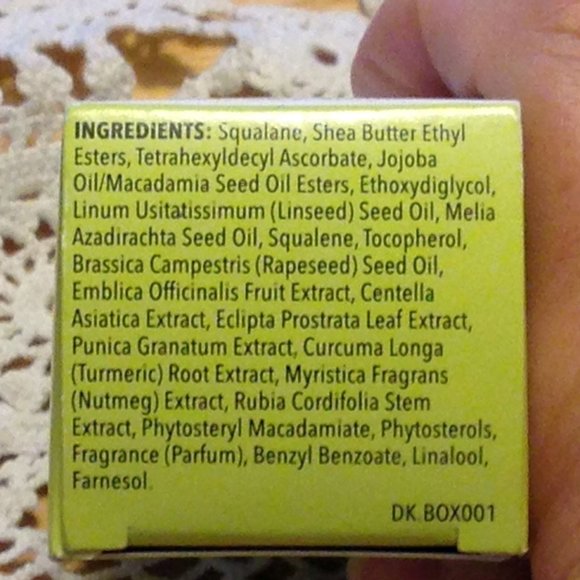 INGREDiENTS: Squalane, Shea Butter Ethyl
Esters, Tetrahexyldecyl Ascorbate, Jojoba
Oil/Macadamia Seed Oil Esters, Ethoxydiglycol,
Linum Usitatissimum (Linseed) Seed Oil, Melia
Azadirachta Seed Oil, Squalene, Tocopherol,
Brassica Campestris (Rapeseed) Seed Oil,
Emblica Officinalis Fruit Extract, Centella
Asiatica Extract, Eclipta Prostrata Leaf Extract,
Punica Granatum Extract, Curcuma Longa
(Turmeric) Root Extract, Myristica Fragrans
(Nutmeg) Extract, Rubia Cordifolia Stem
Extract, Phytosteryl Macadamiate, Phytosterols,
Fragrance (Parfum), Benzyl Benzoate, Linalool,
Farnesol.
DK BOX001